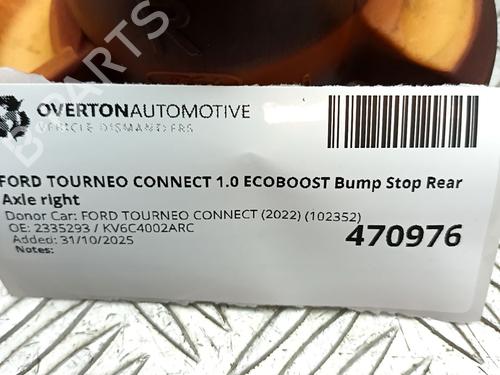 B-PARTS
OVERTONAUTOMOTIVE
VEHICLE DISMANTLERS
FORD TOURNEO CONNECT 1.0 ECOBOOST Bump Stop Rear
Axle right
Donor Car: FORD TOURNEO CONNECT (2022) (102352)
OE: 2335293 / KV6C4002ARC
Added: 31/10/2025
Notes:
470976